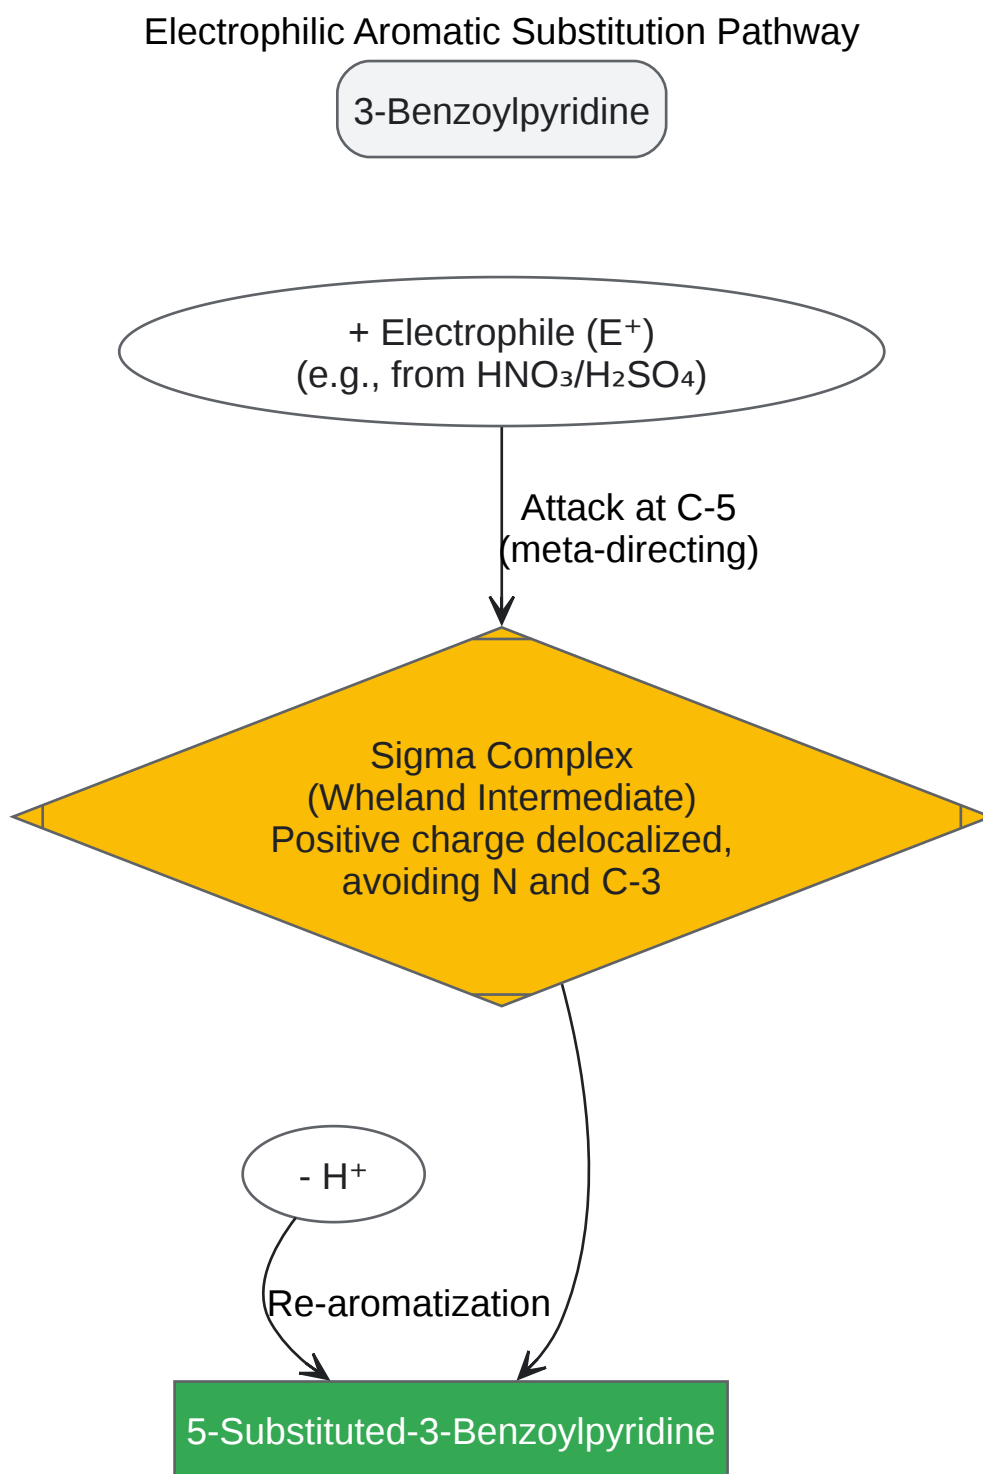 Electrophilic Aromatic Substitution Pathway
3-Benzoylpyridine
+ Electrophile (E⁺)
(e.g., from HNO₃/H₂SO₄)
Attack at C-5
(meta-directing)
Sigma Complex
(Wheland Intermediate)
Positive charge delocalized,
avoiding N and C-3
- H⁺
Re-aromatization
5-Substituted-3-Benzoylpyridine